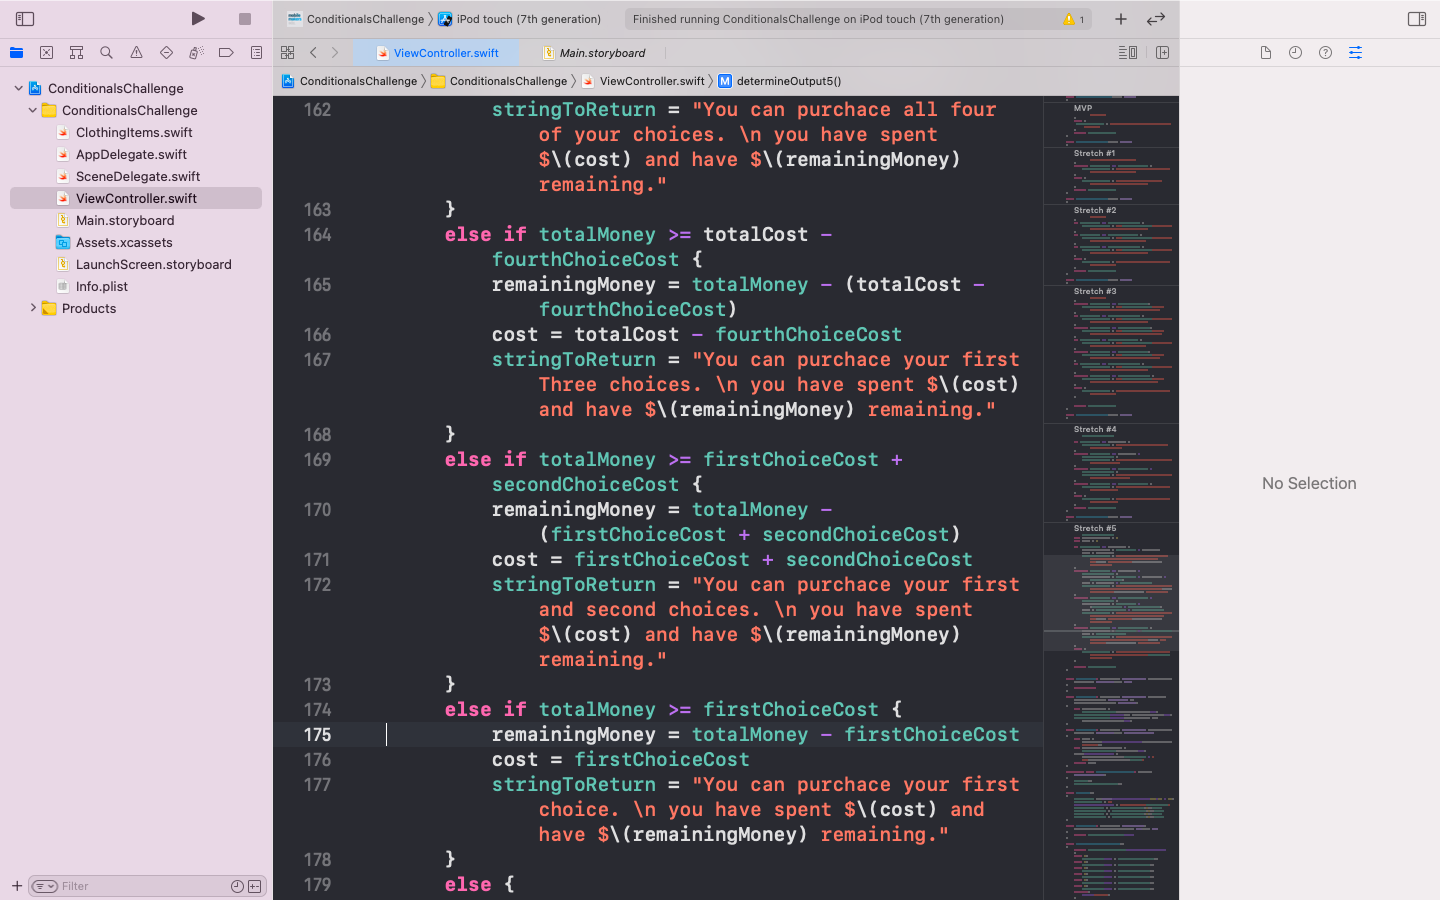 ConditionalsChallenge
iPod touch (7th generation)
Finished running ConditionalsChallenge on iPod touch (7th generation)
1
ViewController.swift
Main.storyboard
ConditionalsChallenge
ConditionalsChallenge
ViewController.swift
M
determineOutput5()
ConditionalsChallenge
ConditionalsChallenge
ClothingItems.swift
AppDelegate.swift
SceneDelegate.swift
ViewController.swift
Main.storyboard
Assets.xcassets
LaunchScreen.storyboard
Info.plist
Products
Filter
162 stringToReturn = "You can purchace all four
of your choices. \n you have spent
$\(cost) and have $\(remainingMoney)
remaining."
163 }
164 else if totalMoney >= totalCost -
fourthChoiceCost {
165 remainingMoney = totalMoney - (totalCost -
fourthChoiceCost)
166 cost = totalCost - fourthChoiceCost
167 stringToReturn = "You can purchace your first
Three choices. \n you have spent $\(cost)
and have $\(remainingMoney) remaining."
168 }
169 else if totalMoney >= firstChoiceCost +
secondChoiceCost {
170 remainingMoney = totalMoney -
(firstChoiceCost + secondChoiceCost)
171 cost = firstChoiceCost + secondChoiceCost
172 stringToReturn = "You can purchace your first
and second choices. \n you have spent
$\(cost) and have $\(remainingMoney)
remaining."
173 }
174 else if totalMoney >= firstChoiceCost {
175 remainingMoney = totalMoney - firstChoiceCost
176 cost = firstChoiceCost
177 stringToReturn = "You can purchace your first
choice. \n you have spent $\(cost) and
have $\(remainingMoney) remaining."
178 }
179 else {
MVP
Stretch #1
Stretch #2
Stretch #3
Stretch #4
Stretch #5
No Selection